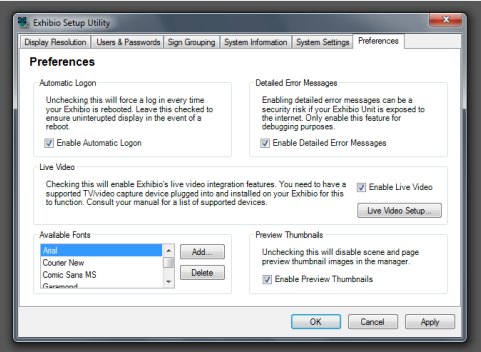 Exhibio Setup Utility
Display Resolution Users & Passwords Sign Grouping System Information System Settings Preferences
Preferences
Automatic Logon
Unchecking this will force a log in every time
your Exhibio is rebooted. Leave this checked to
ensure uninterupted display in the event of a
reboot.
Enable Automatic Logon
Detailed Error Messages
Enabling detailed error messages can be a
security risk if your Exhibio Unit is exposed to
the internet. Only enable this feature for
debugging purposes.
Enable Detailed Error Messages
Live Video
Checking this will enable Exhibio's live video integration features. You need to have a
supported TV/video capture device plugged into and installed on your Exhibio for this
to function. Consult your manual for a list of supported devices.
Enable Live Video
Live Video Setup...
Available Fonts
Arial
Courier New
Comic Sans MS
Garamond
Add...
Delete
Preview Thumbnails
Unchecking this will disable scene and page
preview thumbnail images in the manager.
Enable Preview Thumbnails
OK Cancel Apply